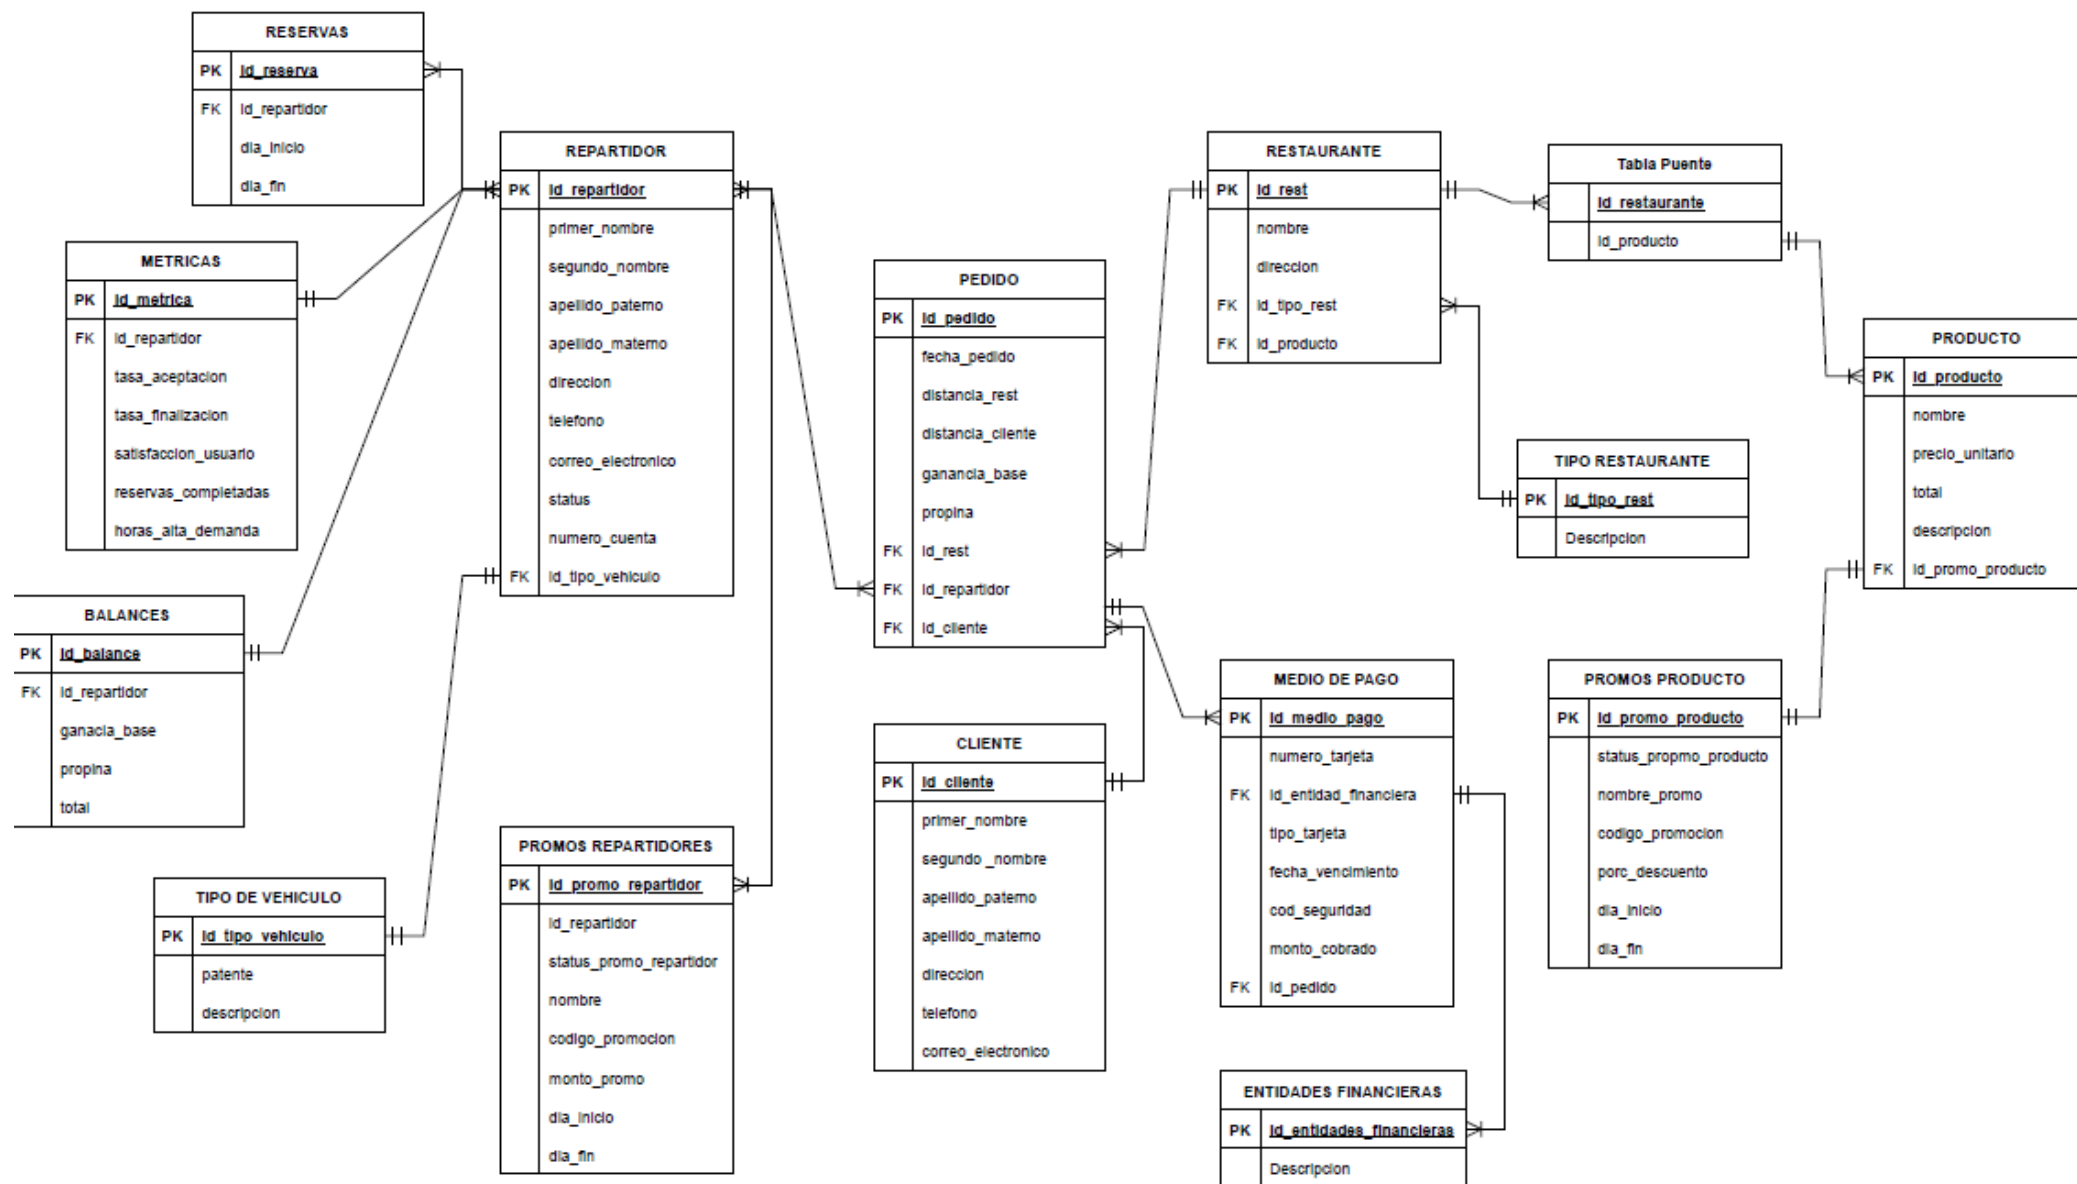 RESERVAS
PK id_reserva
FK id_repartidor
dia_inicio
dia_fin
METRICAS
PK id_metrica
FK id_repartidor
tasa_aceptacion
tasa_finalizacion
satisfaccion_usuario
reservas_completadas
horas_alta_demanda
BALANCES
PK id_balance
FK id_repartidor
ganacia_base
propina
total
TIPO DE VEHICULO
PK id_tipo_vehiculo
patente
descripcion
REPARTIDOR
PK id_repartidor
primer_nombre
segundo_nombre
apellido_paterno
apellido_materno
direccion
telefono
correo_electronico
status
numero_cuenta
FK id_tipo_vehiculo
PROMOS REPARTIDORES
PK id_promo_repartidor
id_repartidor
status_promo_repartidor
nombre
codigo_promocion
monto_promo
dia_inicio
dia_fin
PEDIDO
PK id_pedido
fecha_pedido
distancia_rest
distancia_cliente
ganancia_base
propina
FK id_rest
FK id_repartidor
FK id_cliente
CLIENTE
PK id_cliente
primer_nombre
segundo _nombre
apellido_paterno
apellido_materno
direccion
telefono
correo_electronico
RESTAURANTE
PK id_rest
nombre
direccion
FK id_tipo_rest
FK id_producto
Tabla Puente
id_restaurante
id_producto
TIPO RESTAURANTE
PK id_tipo_rest
Descripcion
PRODUCTO
PK id_producto
nombre
precio_unitario
total
descripcion
FK id_promo_producto
MEDIO DE PAGO
PK id_medio_pago
numero_tarjeta
FK id_entidad_financiera
tipo_tarjeta
fecha_vencimiento
cod_seguridad
monto_cobrado
FK id_pedido
PROMOS PRODUCTO
PK id_promo_producto
status_propmo_producto
nombre_promo
codigo_promocion
porc_descuento
dia_inicio
dia_fin
ENTIDADES FINANCIERAS
PK id_entidades_financieras
Descripcion